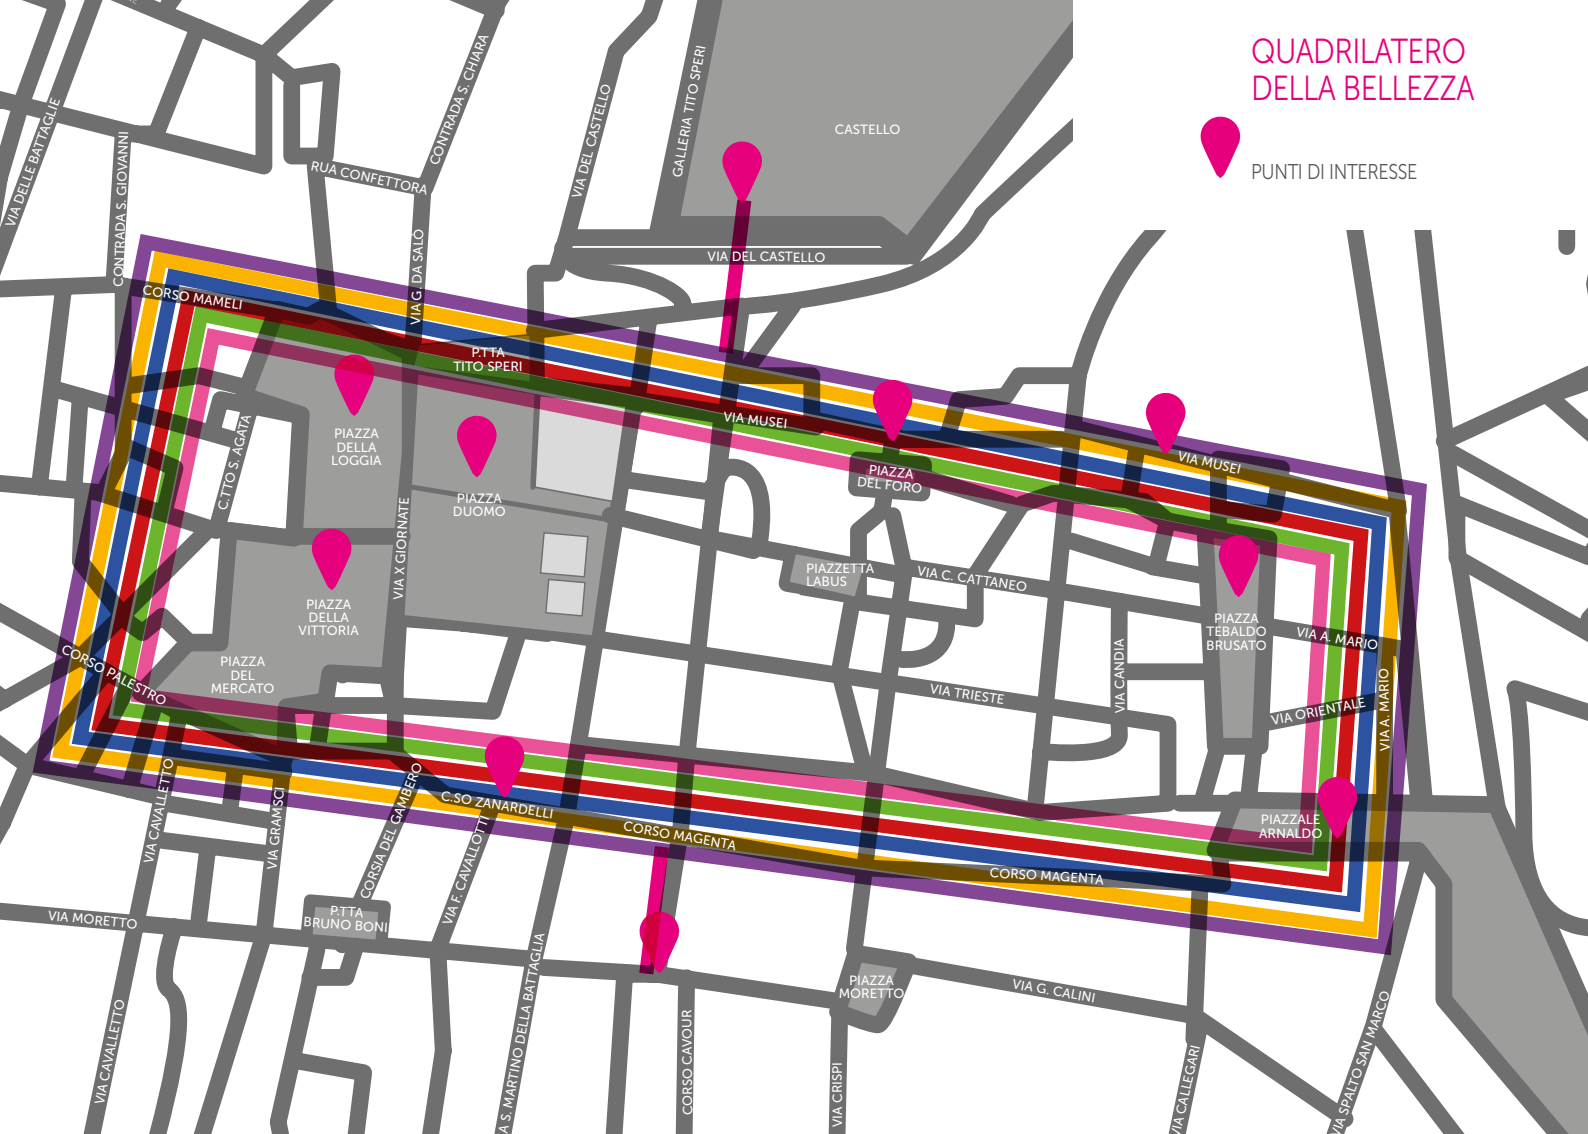 QUADRILATERO
DELLA BELLEZZA
PUNTI DI INTERESSE
CASTELLO
GALLERIA TITO SPERI
VIA DEL CASTELLO
VIA DEL CASTELLO
CONTRADA S. CHIARA
RUA CONFETTORA
VIA DELLE BATTAGLIE
CONTRADA S. GIOVANNI
VIA G. DA SALÒ
CORSO MAMELI
P.TTA
TITO SPERI
VIA MUSEI
VIA MUSEI
PIAZZA
DELLA
LOGGIA
C.TTO S. AGATA
PIAZZA
DUOMO
PIAZZA
DEL FORO
VIA X GIORNATE
PIAZZETTA
LABUS
VIA C. CATTANEO
PIAZZA
DELLA
VITTORIA
PIAZZA
TEBALDO
BRUSATO
VIA A. MARIO
PIAZZA
DEL
MERCATO
CORSO PALESTRO
VIA TRIESTE
VIA CANDIA
VIA ORIENTALE
VIA A. MARIO
VIA CAVALLETTO
VIA GRAMSCI
CORSIA DEL GAMBERO
C.SO ZANARDELLI
VIA F. CAVALLOTTI
CORSO MAGENTA
CORSO MAGENTA
PIAZZALE
ARNALDO
VIA MORETTO
P.TTA
BRUNO BONI
A S. MARTINO DELLA BATTAGLIA
PIAZZA
MORETTO
VIA G. CALINI
VIA CAVALLETTO
CORSO CAVOUR
VIA CRISPI
VIA CALLEGARI
VIA SPALTO SAN MARCO